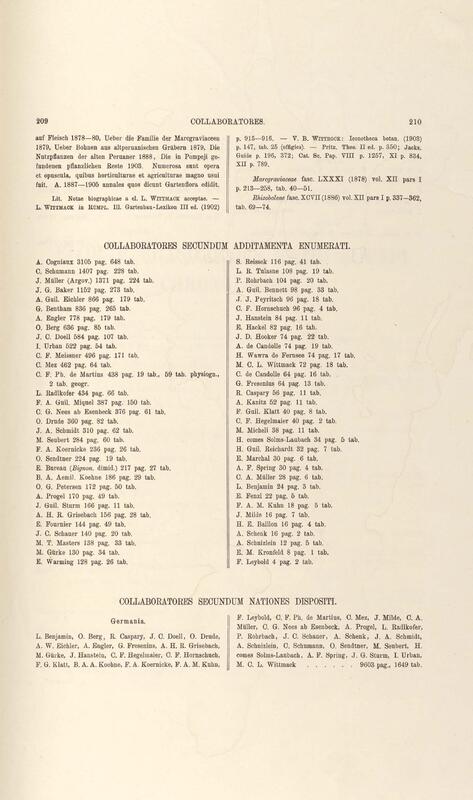 209
COLLABORATORES.
210
auf Fleisch 1878—80, Ueber die Familie der Marcgraviaceen
1879, Ueber Bohnen aus altperuanischen Gräbern 1879, Die
Nutzpflanzen der alten Peruaner 1888, Die in Pompeji ge-
fundenen pflanzlichen Reste 1903. Numerosa sunt opera
et opuscula, quibus horticulturae et agriculturae magno usui
fuit. A. 1887–1905 annales quos dicunt Gartenflora edidit.
Lit. Notae biographicae a cl. L. WITTMACK acceptae. —
L. WITTMACK in RÜMPL. Ill. Gartenbau-Lexikon III ed. (1902)
p. 915—916. — V. B. WITTROCK: Iconotheca botan. (1903)
p. 147, tab. 25 (effigies). — Pritz. Thes. II ed. p. 350; Jacks.
Guide p. 196, 372; Cat. Sc. Pap. VIII p. 1257, XI p. 834,
XII p. 789.
Marcgraviaceae fasc. LXXXI (1878) vol. XII pars I
p. 213—258, tab. 40—51.
Rhizoboleae fasc. XCVII (1886) vol. XII pars I p. 337—362,
tab. 69—74.
COLLABORATORES SECUNDUM ADDITAMENTA ENUMERATI.
A. Cogniaux 3105 pag. 648 tab.
C. Schumann 1407 pag. 228 tab.
J. Müller (Argov.) 1371 pag. 224 tab.
J. G. Baker 1152 pag. 273 tab.
A. Guil. Eichler 866 pag. 179 tab.
G. Bentham 836 pag. 265 tab.
A. Engler 778 pag. 179 tab.
O. Berg 636 pag. 85 tab.
J. C. Doell 584 pag. 107 tab.
I. Urban 522 pag. 54 tab.
C. F. Meissner 496 pag. 171 tab.
C. Mez 462 pag. 64 tab.
C. F. Ph. de Martius 438 pag. 19 tab., 59 tab. physiogn.,
2 tab. geogr.
L. Radlkofer 434 pag. 66 tab.
F. A. Guil. Miquel 387 pag. 150 tab.
C. G. Nees ab Esenbeck 376 pag. 61 tab.
O. Drude 360 pag. 82 tab.
J. A. Schmidt 310 pag. 62 tab.
M. Seubert 284 pag. 60 tab.
F. A. Koernicke 236 pag. 26 tab.
O. Sendtner 224 pag. 19 tab.
E. Bureau (Bignon. dimid.) 217 pag. 27 tab.
B. A. Aemil. Koehne 186 pag. 29 tab.
O. G. Petersen 172 pag. 50 tab.
A. Progel 170 pag. 49 tab.
J. Guil. Sturm 166 pag. 11 tab.
A. H. R. Grisebach 156 pag. 28 tab.
E. Fournier 144 pag. 49 tab.
J. C. Schauer 140 pag. 20 tab.
M. T. Masters 138 pag. 33 tab.
M. Gürke 130 pag. 34 tab.
E. Warming 128 pag. 26 tab.
S. Reissek 116 pag. 41 tab.
L. R. Tulasne 108 pag. 19 tab.
P. Rohrbach 104 pag. 20 tab.
A. Guil. Bennett 98 pag. 33 tab.
J. J. Peyritsch 96 pag. 18 tab.
C. F. Hornschuch 96 pag. 4 tab.
J. Hanstein 84 pag. 11 tab.
E. Hackel 82 pag. 16 tab.
J. D. Hooker 74 pag. 22 tab.
A. de Candolle 74 pag. 19 tab.
H. Wawra de Fernsee 74 pag. 17 tab.
M. C. L. Wittmack 72 pag. 18 tab.
C. de Candolle 64 pag. 16 tab.
G. Fresenius 64 pag. 13 tab.
R. Caspary 56 pag. 11 tab.
A. Kanitz 52 pag. 11 tab.
F. Guil. Klatt 40 pag. 8 tab.
C. F. Hegelmaier 40 pag. 2 tab.
M. Micheli 38 pag. 11 tab.
H. comes Solms-Laubach 34 pag. 5 tab.
H. Guil. Reichardt 32 pag. 7 tab.
E. Marchal 30 pag. 6 tab.
A. F. Spring 30 pag. 4 tab.
C. A. Müller 28 pag. 6 tab.
L. Benjamin 24 pag. 3 tab.
E. Fenzl 22 pag. 5 tab.
F. A. M. Kuhn 18 pag. 5 tab.
J. Milde 16 pag. 7 tab.
H. E. Baillon 16 pag. 4 tab.
A. Schenk 16 pag. 2 tab.
A. Schnizlein 12 pag. 5 tab.
E. M. Kronfeld 8 pag. 1 tab.
F. Leybold 4 pag. 2 tab.
COLLABORATORES SECUNDUM NATIONES DISPOSITI.
Germania.
L. Benjamin, O. Berg, R. Caspary, J. C. Doell, O. Drude,
A. W. Eichler, A. Engler, G. Fresenius, A. H. R. Grisebach,
M. Gürke, J. Hanstein, C. F. Hegelmaier, C. F. Hornschuch,
F. G. Klatt, B. A. A. Koehne, F. A. Koernicke, F. A. M. Kuhn,
F. Leybold, C. F. Ph. de Martius, C. Mez, J. Milde, C. A.
Müller, C. G. Nees ab Esenbeck, A. Progel, L. Radlkofer,
P. Rohrbach, J. C. Schauer, A. Schenk, J. A. Schmidt,
A. Schnizlein, C. Schumann, O. Sendtner, M. Seubert, H.
comes Solms-Laubach, A. F. Spring, J. G. Sturm, I. Urban,
M. C. L. Wittmack . . . . . . 9603 pag., 1649 tab.